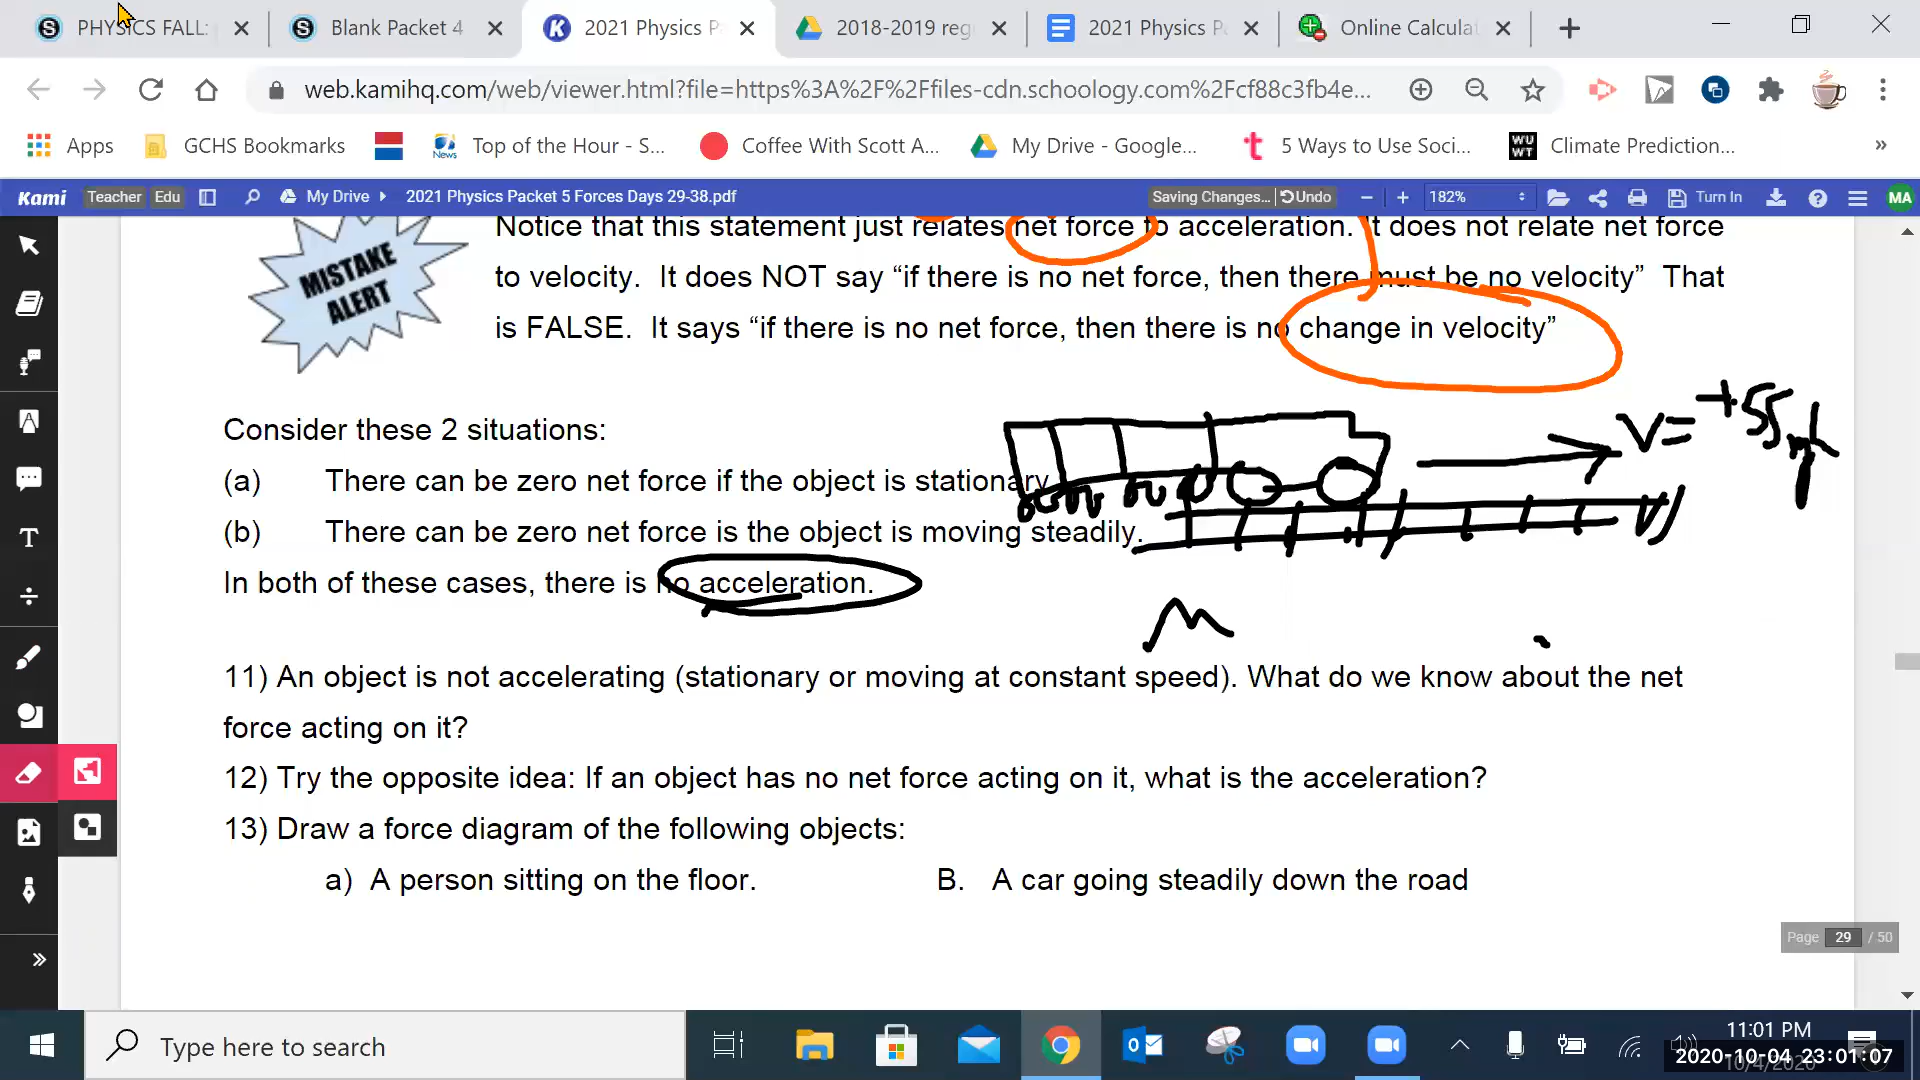 PHYSICS FALL:
Blank Packet 4
2021 Physics P
2018-2019 reg
2021 Physics P
Online Calculat
web.kamihq.com/web/viewer.html?file=https%3A%2F%2Ffiles-cdn.schoology.com%2Fcf88c3fb4e...
Apps
GCHS Bookmarks
News
Top of the Hour - S...
Coffee With Scott A...
My Drive - Google...
t
5 Ways to Use Soci...
WU WT
Climate Prediction...
»
Kami
Teacher
Edu
My Drive
2021 Physics Packet 5 Forces Days 29-38.pdf
Saving Changes...
Undo
182%
Turn In
MA
MISTAKE
ALERT
Notice that this statement just relates net force to acceleration. It does not relate net force
to velocity. It does NOT say “if there is no net force, then there must be no velocity” That
is FALSE. It says “if there is no net force, then there is no change in velocity”
V=+55
Consider these 2 situations:
(a) There can be zero net force if the object is stationary
(b) There can be zero net force is the object is moving steadily.
In both of these cases, there is no acceleration.
11) An object is not accelerating (stationary or moving at constant speed). What do we know about the net
force acting on it?
12) Try the opposite idea: If an object has no net force acting on it, what is the acceleration?
13) Draw a force diagram of the following objects:
a) A person sitting on the floor.
B. A car going steadily down the road
Page 29 / 50
Type here to search
11:01 PM
2020-10-04 23:01:07